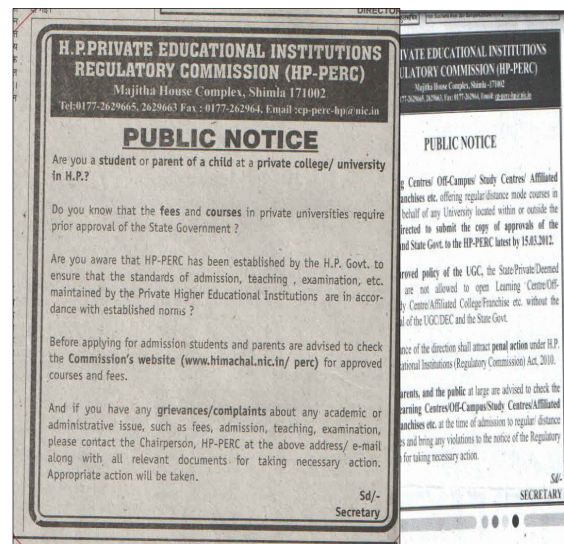 DIRECTOR
H.P.PRIVATE EDUCATIONAL INSTITUTIONS
REGULATORY COMMISSION (HP-PERC)
Majitha House Complex, Shimla 171002
Tel:0177-2629665, 2629663 Fax : 0177-262964, Email :cp-perc-hp@nic.in
PUBLIC NOTICE
Are you a student or parent of a child at a private college/ university
in H.P.?
Do you know that the fees and courses in private universities require
prior approval of the State Government ?
Are you aware that HP-PERC has been established by the H.P. Govt. to
ensure that the standards of admission, teaching , examination, etc.
maintained by the Private Higher Educational Institutions are in accor-
dance with established norms ?
Before applying for admission students and parents are advised to check
the Commission's website (www.himachal.nic.in/ perc) for approved
courses and fees.
And if you have any grievances/complaints about any academic or
administrative issue, such as fees, admission, teaching, examination,
please contact the Chairperson, HP-PERC at the above address/ e-mail
along with all relevant documents for taking necessary action.
Appropriate action will be taken.
Sd/-
Secretary
IVATE EDUCATIONAL INSTITUTIONS
ULATORY COMMISSION (HP-PERC)
Majitha House Complex, Shimla 171002
PUBLIC NOTICE
g Centres/ Off-Campus/ Study Centres/ Affiliated
anchises etc. offering regular/distance mode courses in
behalf of any University located within or outside the
irected to submit the copy of approvals of the
nd State Govt. to the HP-PERC latest by 15.03.2012.
roved policy of the UGC, the State/Private/Deemed
are not allowed to open Learning Centre/Off-
dy Centre/Affiliated College/Franchise etc. without the
al of the UGC/DEC and the State Govt.
nce of the direction shall attract penal action under H.P.
ational Institutions (Regulatory Commission) Act, 2010.
arents, and the public at large are advised to check the
earning Centres/Off-Campus/Study Centres/Affiliated
anchises etc. at the time of admission to regular/ distance
es and bring any violations to the notice of the Regulatory
for taking necessary action.
Sd/-
SECRETARY